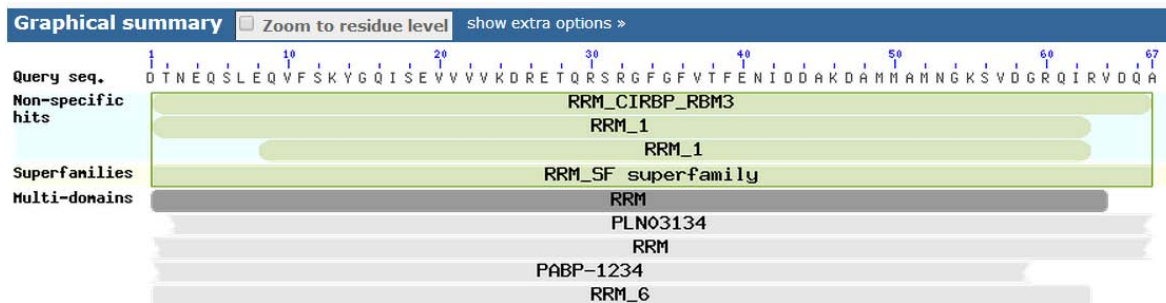 Graphical summary Zoom to residue level show extra options »
1 10 20 30 40 50 60 67
Query seq. D T N E Q S L E Q V F S K Y G Q I S E V V V V K D R E T Q R S R G F G F V T F E N I D D A K D A M M A M N G K S V D G R Q I R V D Q A
Non-specific hits
RRM_CIRBP_RBM3
RRM_1
RRM_1
Superfamilies RRM_SF superfamily
Multi-domains RRM
PLN03134
RRM
PABP-1234
RRM_6